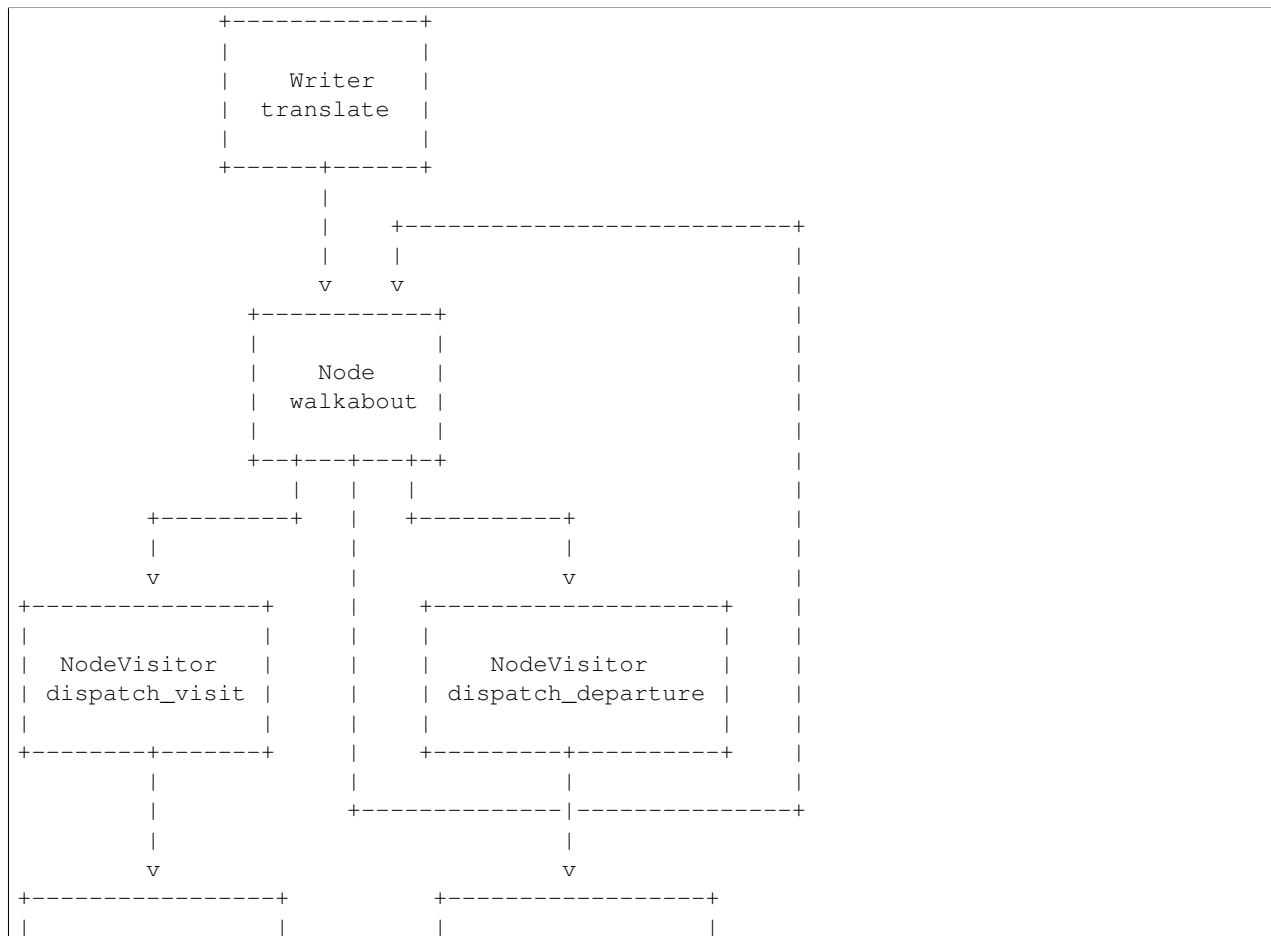 Writer
translate
Node
walkabout
NodeVisitor NodeVisitor
dispatch_visit dispatch_departure